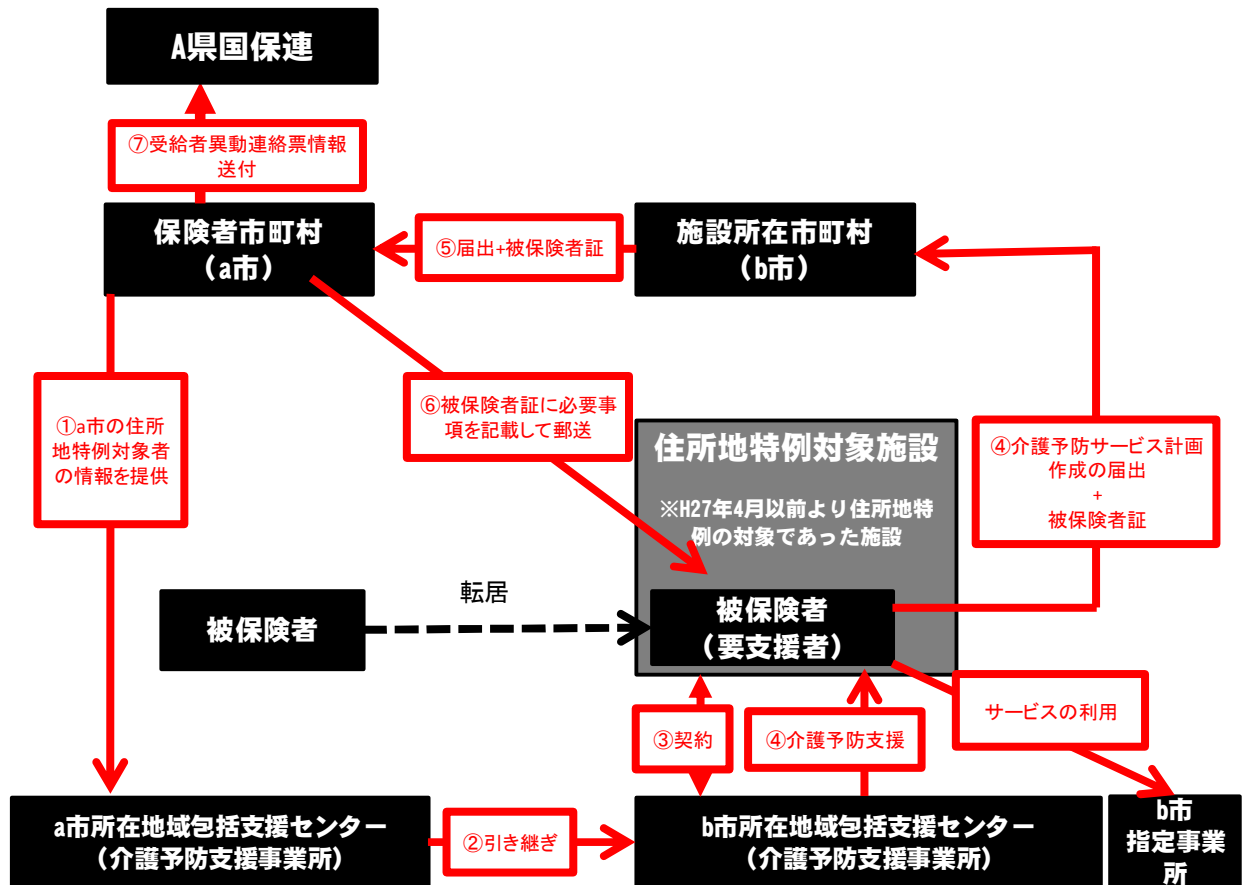 A県国保連
⑦受給者異動連絡票情報
送付
保険者市町村
（a市）
⑤届出+被保険者証
施設所在市町村
（b市）
①a市の住所
地特例対象者
の情報を提供
⑥被保険者証に必要事
項を記載して郵送
住所地特例対象施設
※H27年4月以前より住所地特
例の対象であった施設
④介護予防サービス計画
作成の届出
+
被保険者証
被保険者
転居
被保険者
（要支援者）
③契約
④介護予防支援
サービスの利用
a市所在地域包括支援センター
（介護予防支援事業所）
②引き継ぎ
b市所在地域包括支援センター
（介護予防支援事業所）
b市
指定事業
所